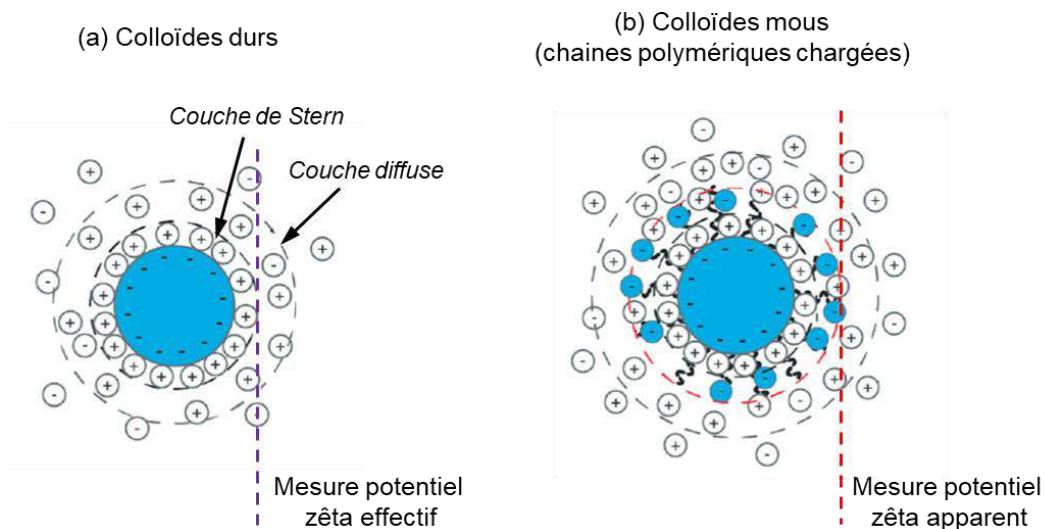 (a) Colloïdes durs
(b) Colloïdes mous
(chaines polymériques chargées)
Couche de Stern
Couche diffuse
Mesure potentiel
zêta effectif
Mesure potentiel
zêta apparent